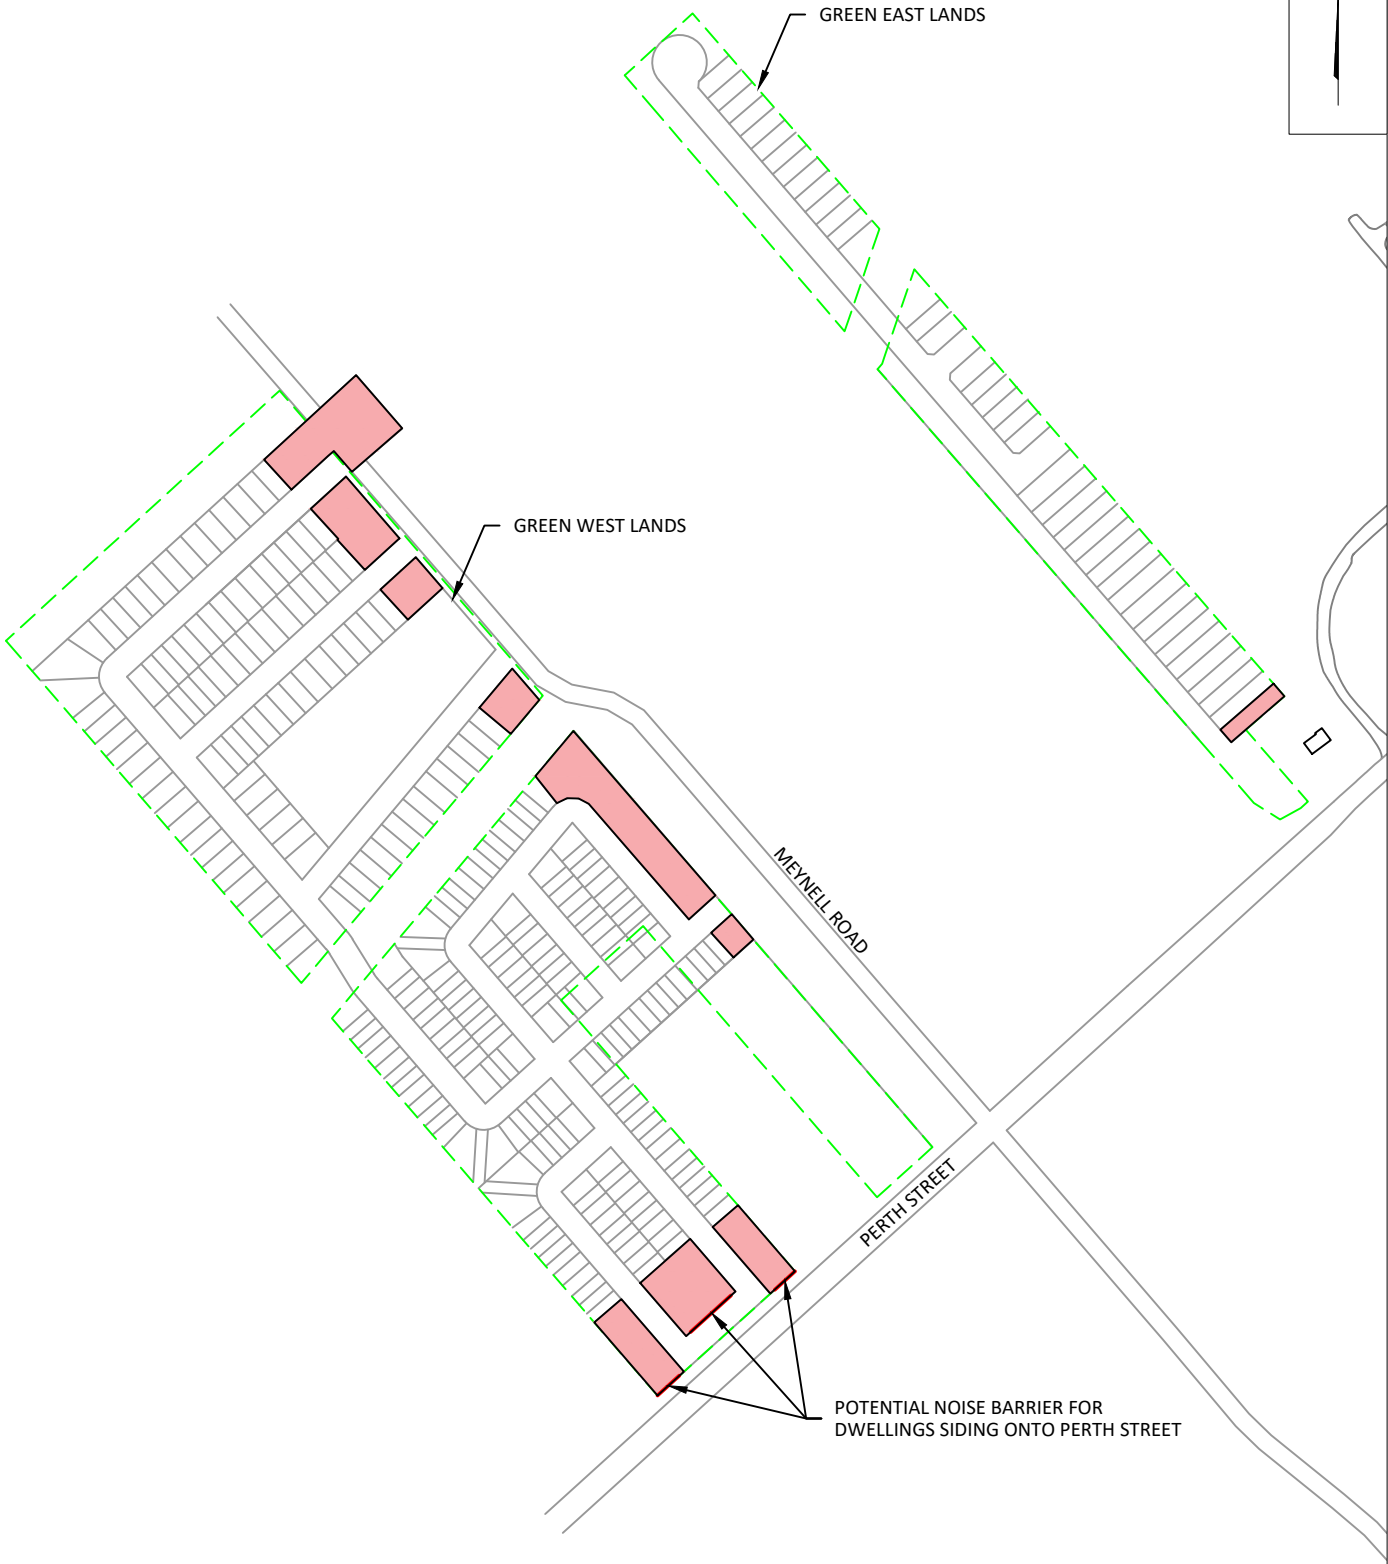 GREEN EAST LANDS
GREEN WEST LANDS
MEYNELL ROAD
PERTH STREET
POTENTIAL NOISE BARRIER FOR
DWELLINGS SIDING ONTO PERTH STREET